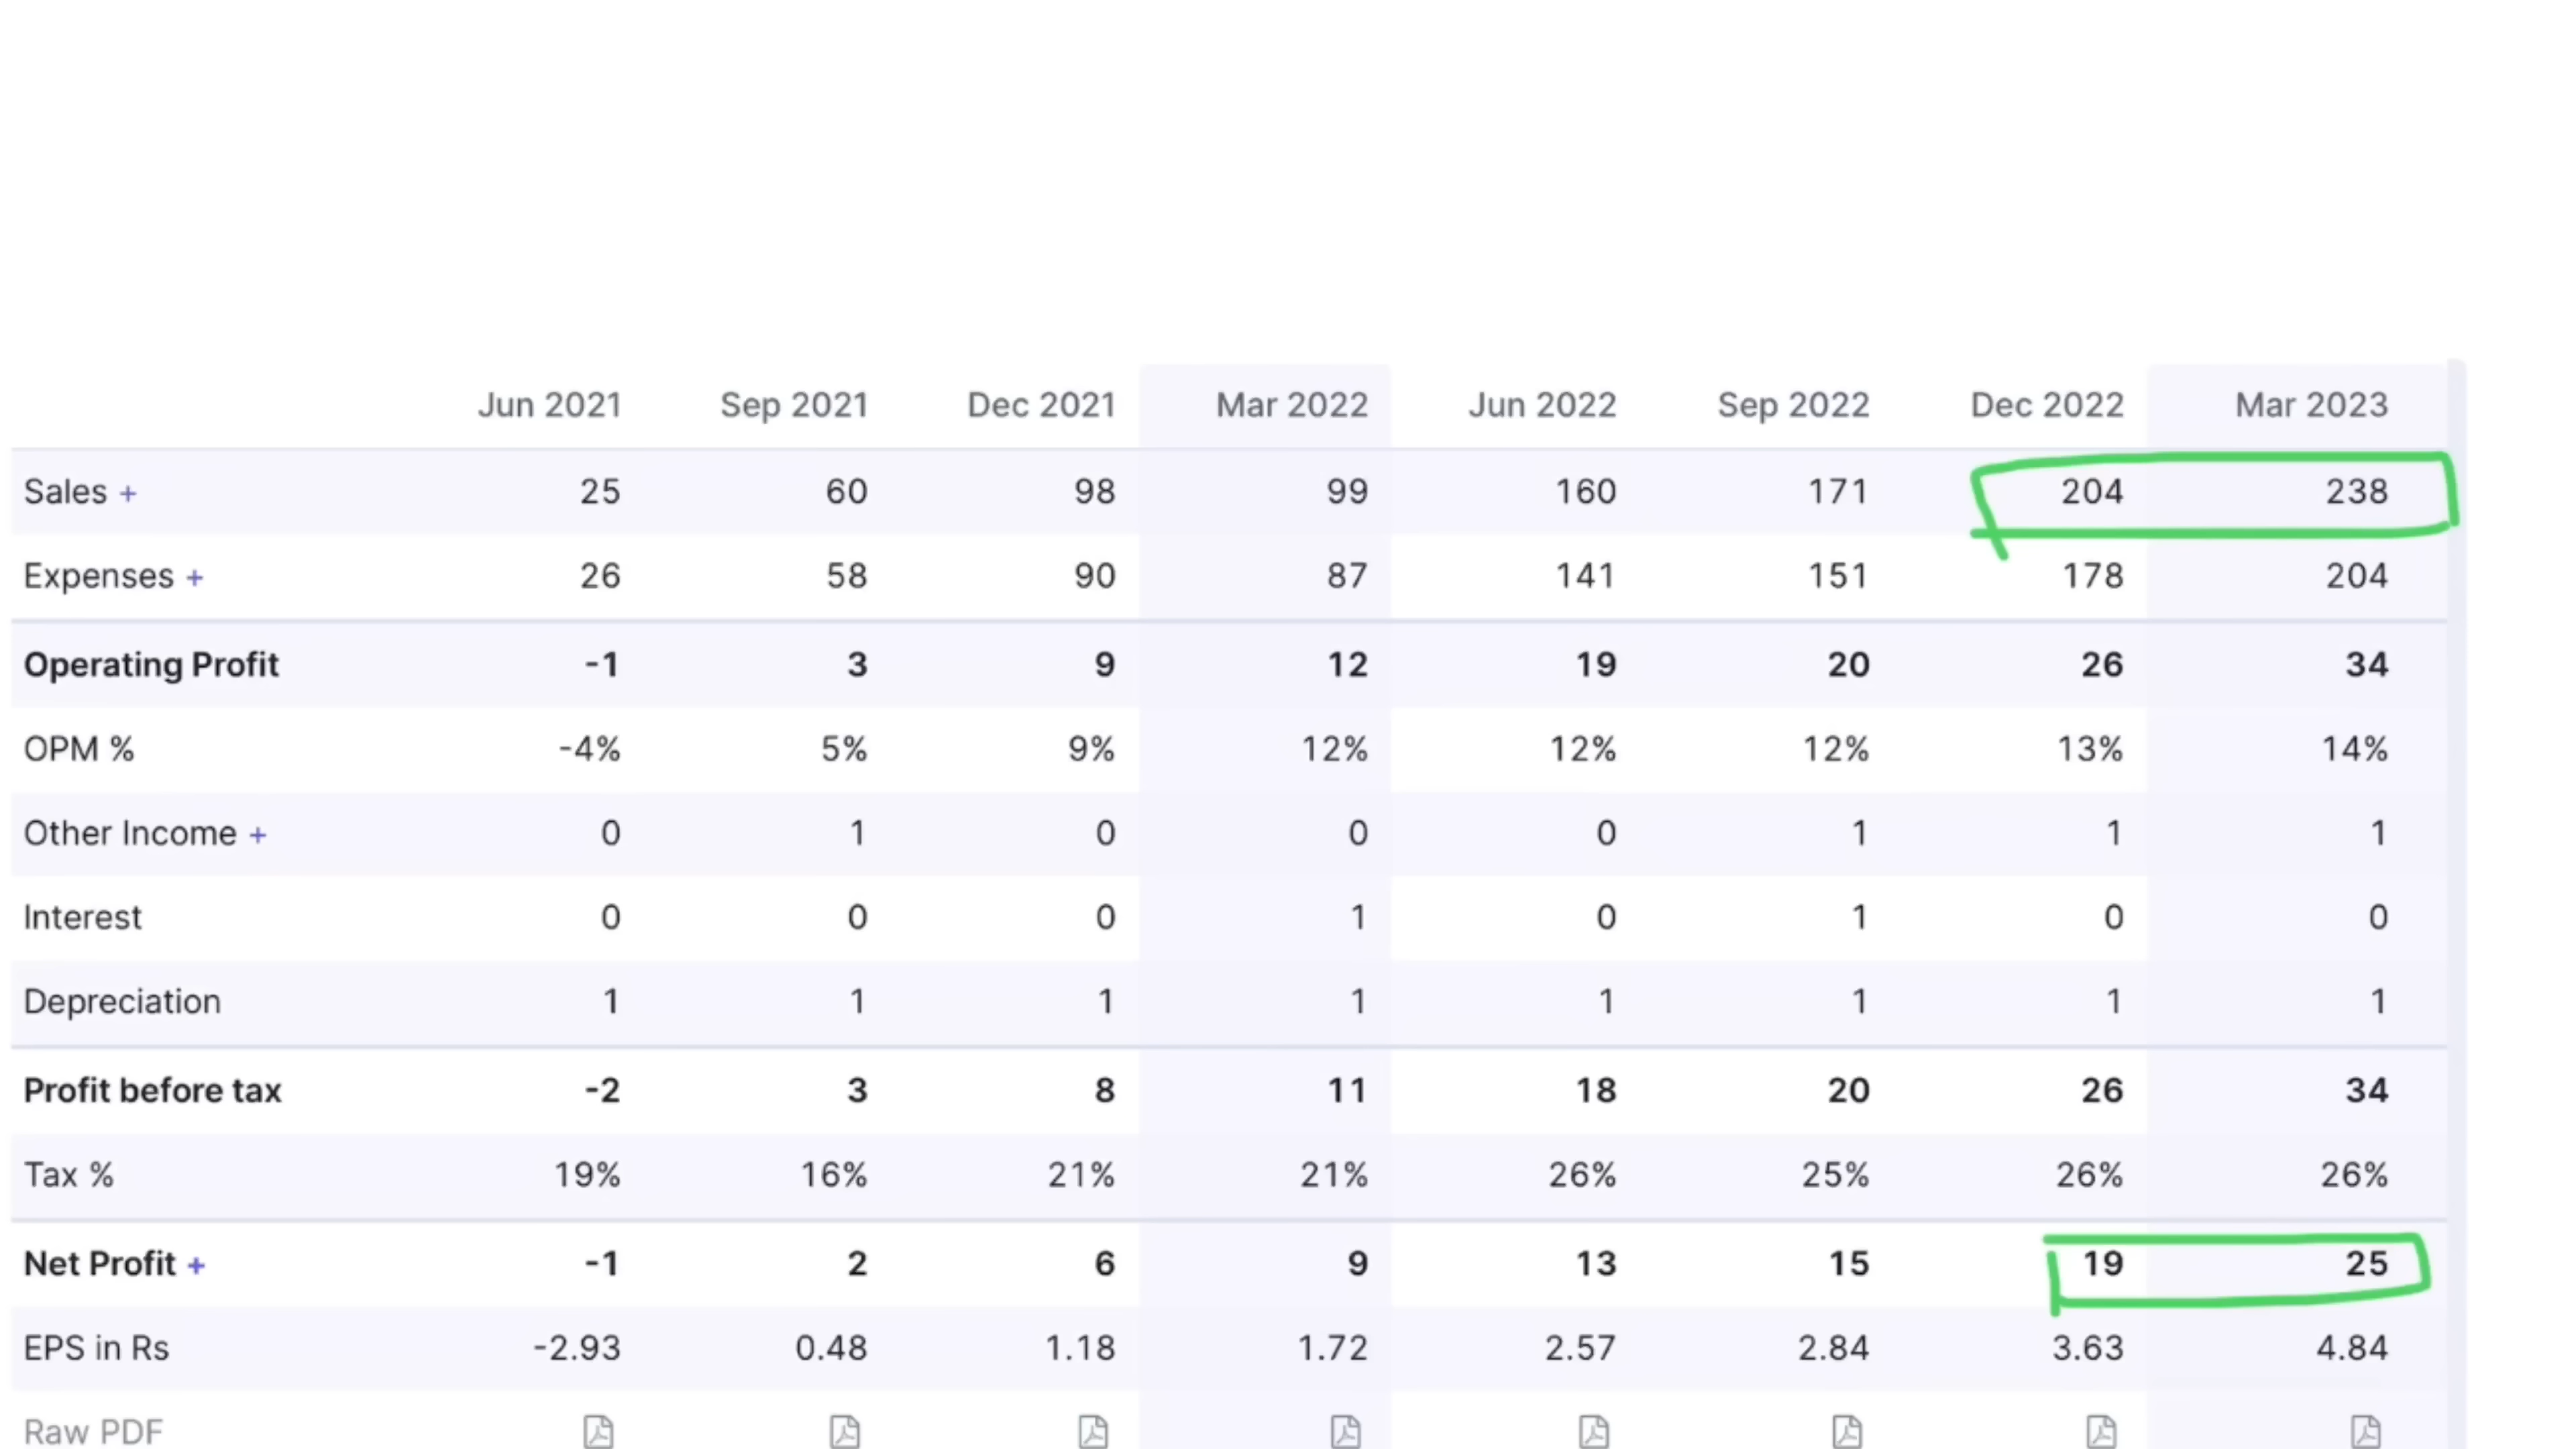 Jun 2021 Sep 2021 Dec 2021 Mar 2022 Jun 2022 Sep 2022 Dec 2022 Mar 2023
Sales + 25 60 98 99 160 171 204 238
Expenses + 26 58 90 87 141 151 178 204
Operating Profit -1 3 9 12 19 20 26 34
OPM % -4% 5% 9% 12% 12% 12% 13% 14%
Other Income + 0 1 0 0 0 1 1 1
Interest 0 0 0 1 0 1 0 0
Depreciation 1 1 1 1 1 1 1 1
Profit before tax -2 3 8 11 18 20 26 34
Tax % 19% 16% 21% 21% 26% 25% 26% 26%
Net Profit + -1 2 6 9 13 15 19 25
EPS in Rs -2.93 0.48 1.18 1.72 2.57 2.84 3.63 4.84
Raw PDF